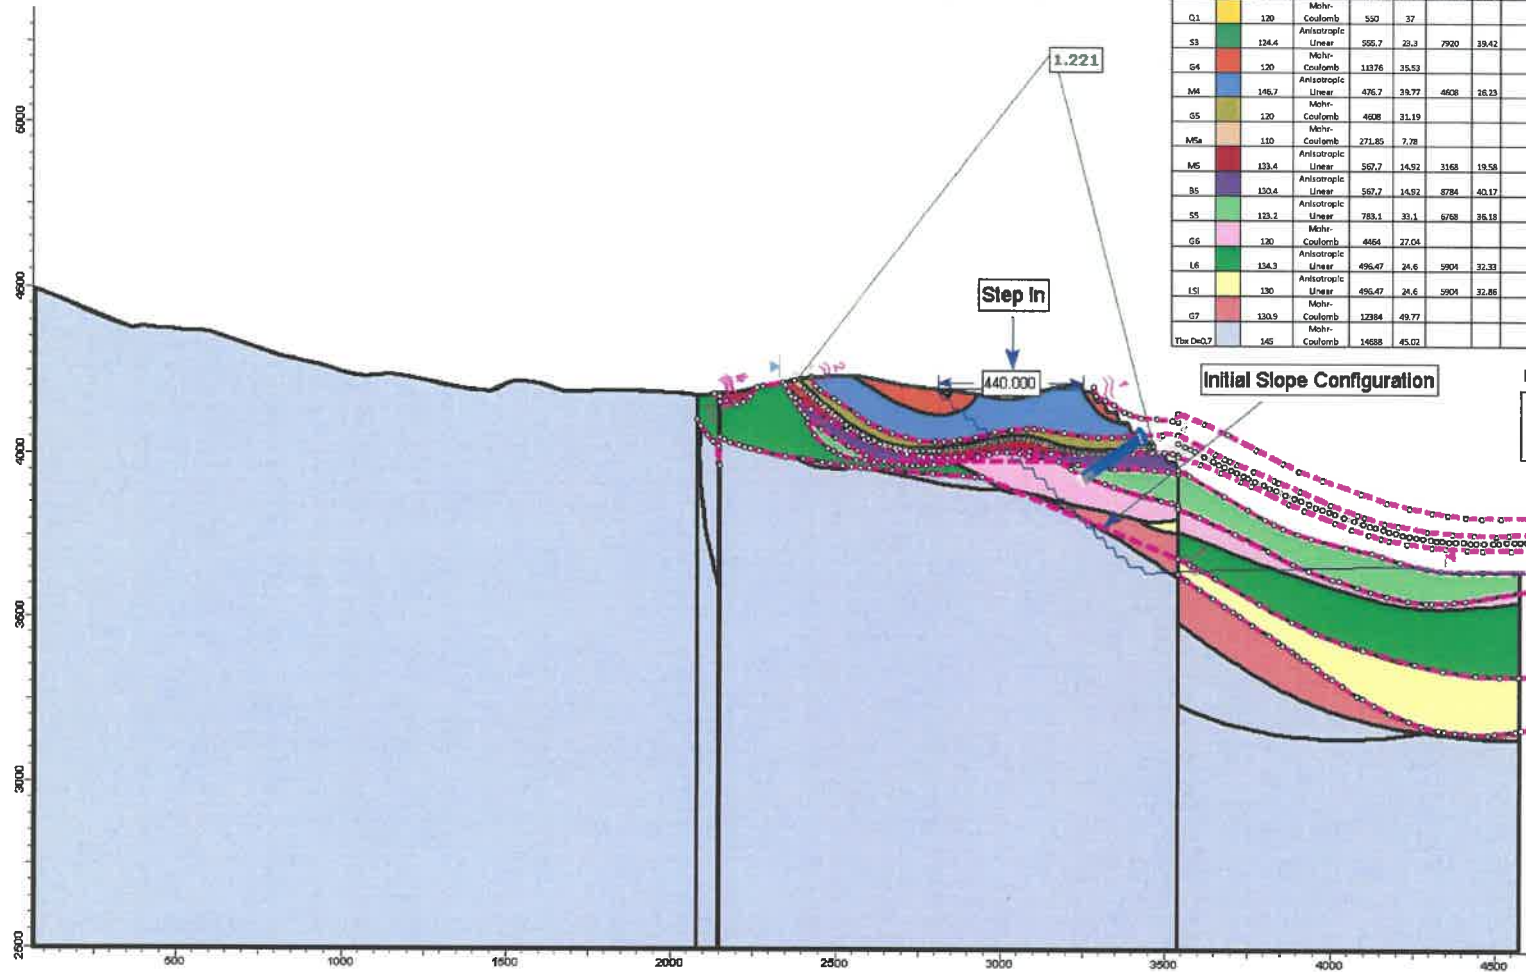 Mohr-
Q1 120 Coulomb 550 37
Anisotropic
S3 124.4 Linear 555.7 23.3 7920 39.42
Mohr-
G4 120 Coulomb 11376 35.53
Anisotropic
M4 146.7 Linear 476.7 39.77 4608 26.23
Mohr-
G5 120 Coulomb 4608 31.19
Mohr-
M5a 110 Coulomb 271.85 7.78
Anisotropic
M5 133.4 Linear 567.7 14.92 3168 19.58
Anisotropic
B5 130.4 Linear 567.7 14.92 8784 40.17
Anisotropic
S5 123.2 Linear 783.1 33.1 6768 36.18
Mohr-
G6 120 Coulomb 4464 27.04
Anisotropic
L6 134.3 Linear 496.47 24.6 5904 32.33
Anisotropic
LSI 130 Linear 496.47 24.6 5904 32.86
Mohr-
G7 130.9 Coulomb 12384 49.77
Mohr-
Tbx D=0.7 145 Coulomb 14688 45.02
1.221
Step In
440.000
Initial Slope Configuration
5000
4500
4000
3500
3000
2500
500 1000 1500 2000 2500 3000 3500 4000 4500